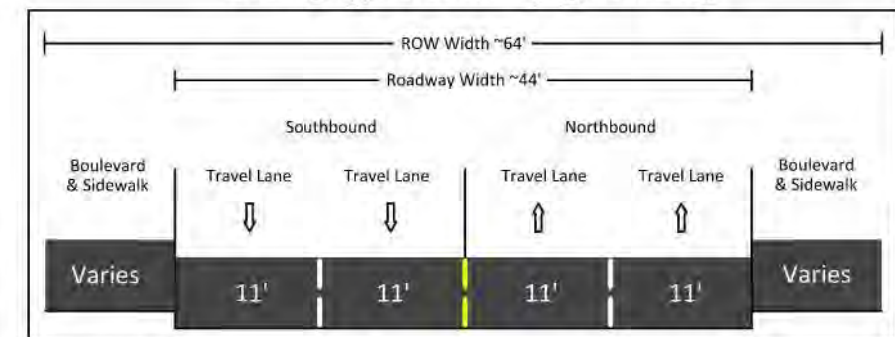 ROW Width ~64'
Roadway Width ~44'
Southbound Northbound
Boulevard
& Sidewalk
Travel Lane Travel Lane Travel Lane Travel Lane
Boulevard
& Sidewalk
Varies 11' 11' 11' 11' Varies